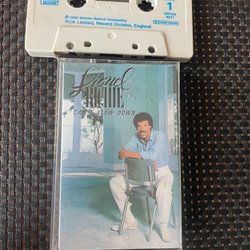 1983 Motown Record Corporation
RCA Limited, Record Division, England
1
Lionel
RICHIE
CAN'T SLOW DOWN